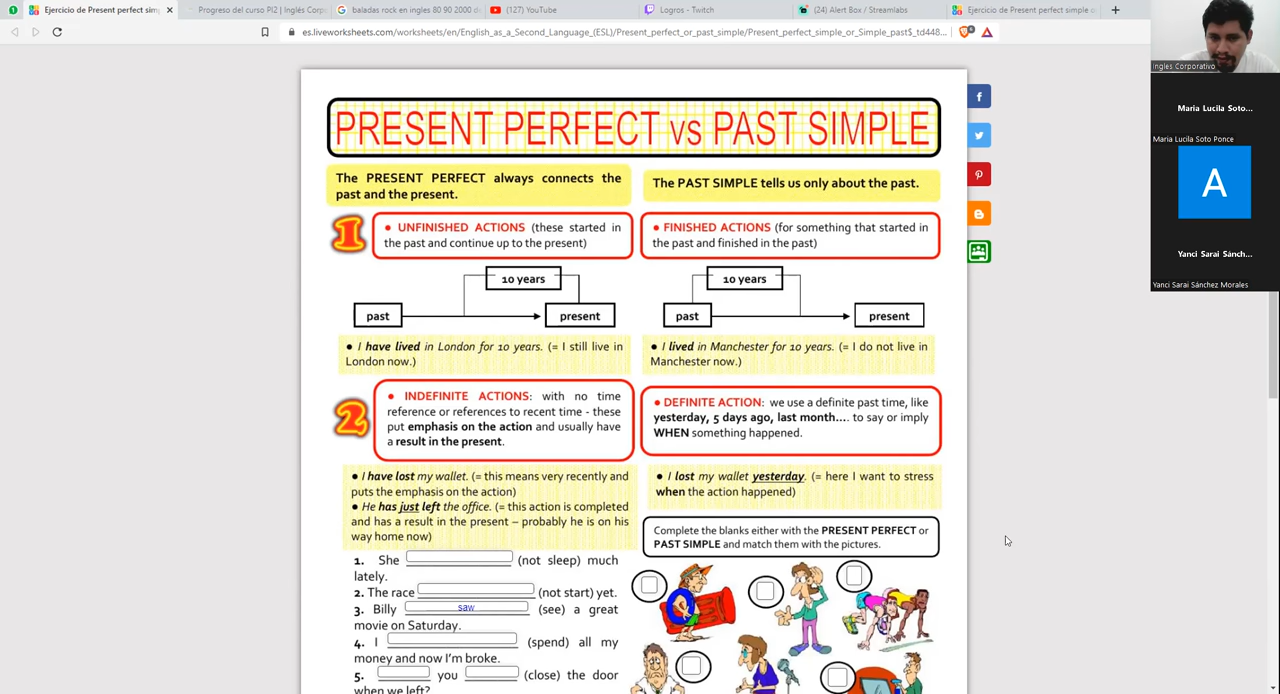 Ejercicio de Present perfect sim
Progreso del curso PI2 | Inglés Corp
baladas rock en ingles 80 90 2000 d
(127) YouTube
Logros - Twitch
(24) Alert Box / Streamlabs
Ejercicio de Present perfect simple o
es.liveworksheets.com/worksheets/en/English_as_a_Second_Language_(ESL)/Present_perfect_or_past_simple/Present_perfect_simple_or_Simple_past$_td448...
Ingles Corporativo
Maria Lucila Soto...
Maria Lucila Soto Ponce
A
Yanci Sarai Sánch...
Yanci Sarai Sánchez Morales
PRESENT PERFECT vs PAST SIMPLE
The PRESENT PERFECT always connects the
past and the present.
The PAST SIMPLE tells us only about the past.
1
• UNFINISHED ACTIONS (these started in
the past and continue up to the present)
• FINISHED ACTIONS (for something that started in
the past and finished in the past)
10 years
past
present
10 years
past
present
• I have lived in London for 10 years. (= I still live in
London now.)
• I lived in Manchester for 10 years. (= I do not live in
Manchester now.)
2
• INDEFINITE ACTIONS: with no time
reference or references to recent time - these
put emphasis on the action and usually have
a result in the present.
• DEFINITE ACTION: we use a definite past time, like
yesterday, 5 days ago, last month.... to say or imply
WHEN something happened.
• I have lost my wallet. (= this means very recently and
puts the emphasis on the action)
• He has just left the office. (= this action is completed
and has a result in the present – probably he is on his
way home now)
• I lost my wallet yesterday. (= here I want to stress
when the action happened)
Complete the blanks either with the PRESENT PERFECT or
PAST SIMPLE and match them with the pictures.
1. She (not sleep) much
lately.
2. The race (not start) yet.
3. Billy saw (see) a great
movie on Saturday.
4. I (spend) all my
money and now I'm broke.
5. you (close) the door
when we left?